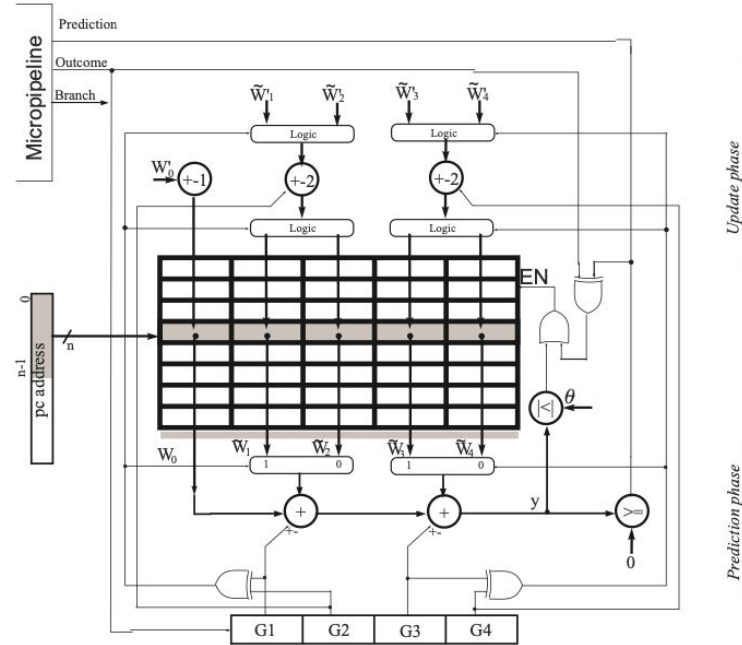 Micropipeline
Prediction
Outcome
Branch
W̃'1 W̃'2 W̃'3 W̃'4
Logic Logic
W'0 +-1 +-2 +-2
Logic Logic
Update phase
EN
0
n-1
pc address
n
|<| θ
W0 W̃1 W̃2 W̃3 W̃4
1 0 1 0
+ + y >=
+- +-
0
Prediction phase
G1 G2 G3 G4